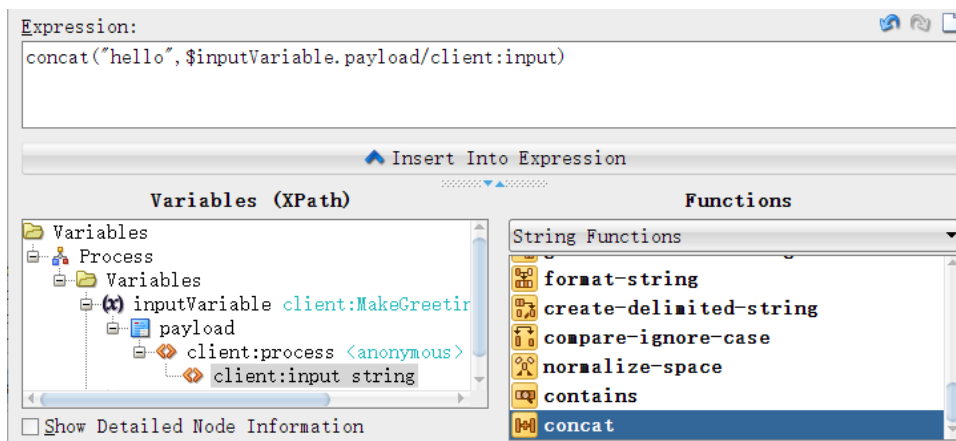 Expression:
concat("hello",$inputVariable.payload/client:input)
Insert Into Expression
Variables (XPath)
Variables
Process
Variables
(x) inputVariable client:MakeGreetin
payload
client:process <anonymous>
client:input string
Show Detailed Node Information
Functions
String Functions
format-string
create-delimited-string
compare-ignore-case
normalize-space
contains
concat